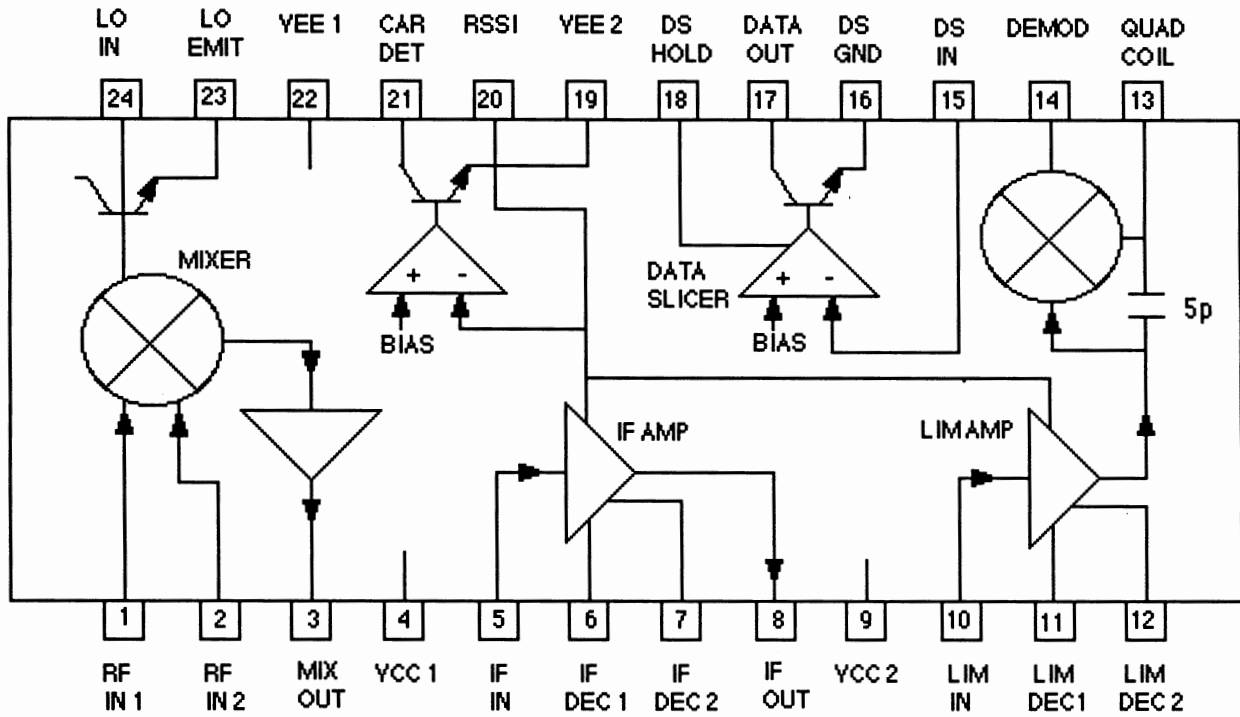 LO IN
LO EMIT
YEE 1
CAR DET
RSSI
YEE 2
DS HOLD
DATA OUT
DS GND
DS IN
DEMOD
QUAD COIL
24 23 22 21 20 19 18 17 16 15 14 13
MIXER
+ -
BIAS
DATA SLICER
+ -
BIAS
5p
IF AMP
LIM AMP
1 2 3 4 5 6 7 8 9 10 11 12
RF IN 1
RF IN 2
MIX OUT
YCC 1
IF IN
IF DEC 1
IF DEC 2
IF OUT
YCC 2
LIM IN
LIM DEC1
LIM DEC 2